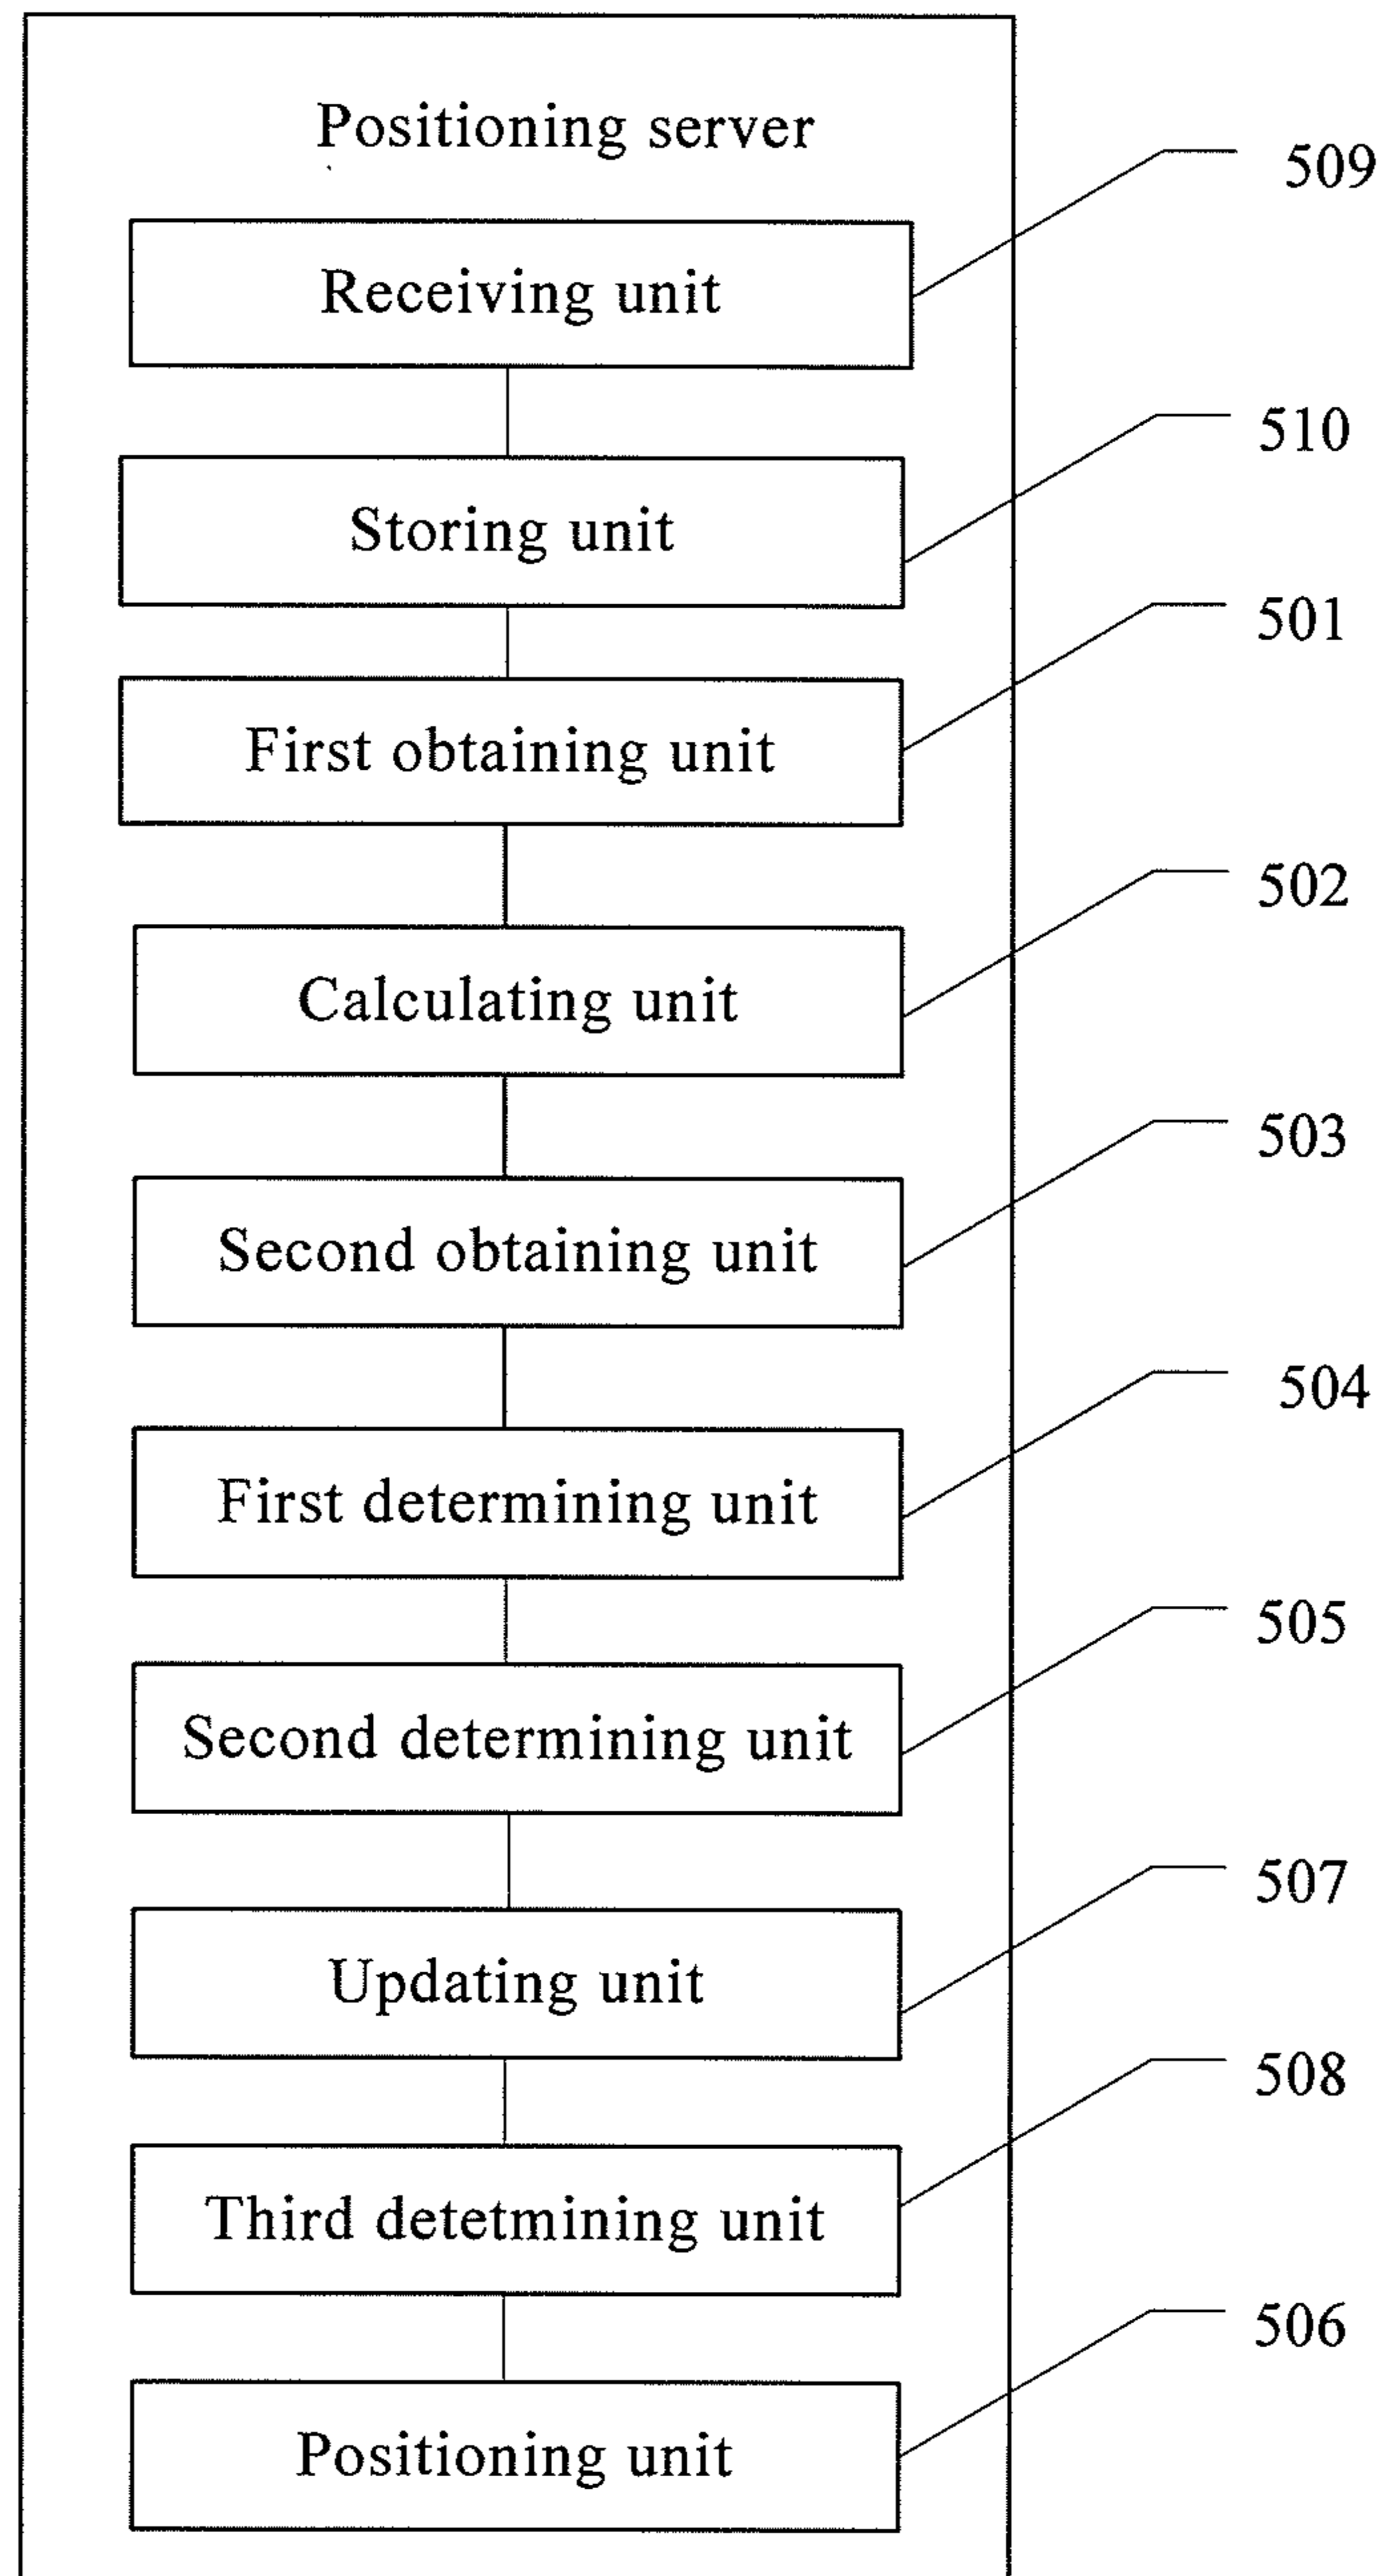 Positioning server
509
Receiving unit
510
Storing unit
501
First obtaining unit
502
Calculating unit
503
Second obtaining unit
504
First determining unit
505
Second determining unit
507
Updating unit
508
Third detetmining unit
506
Positioning unit